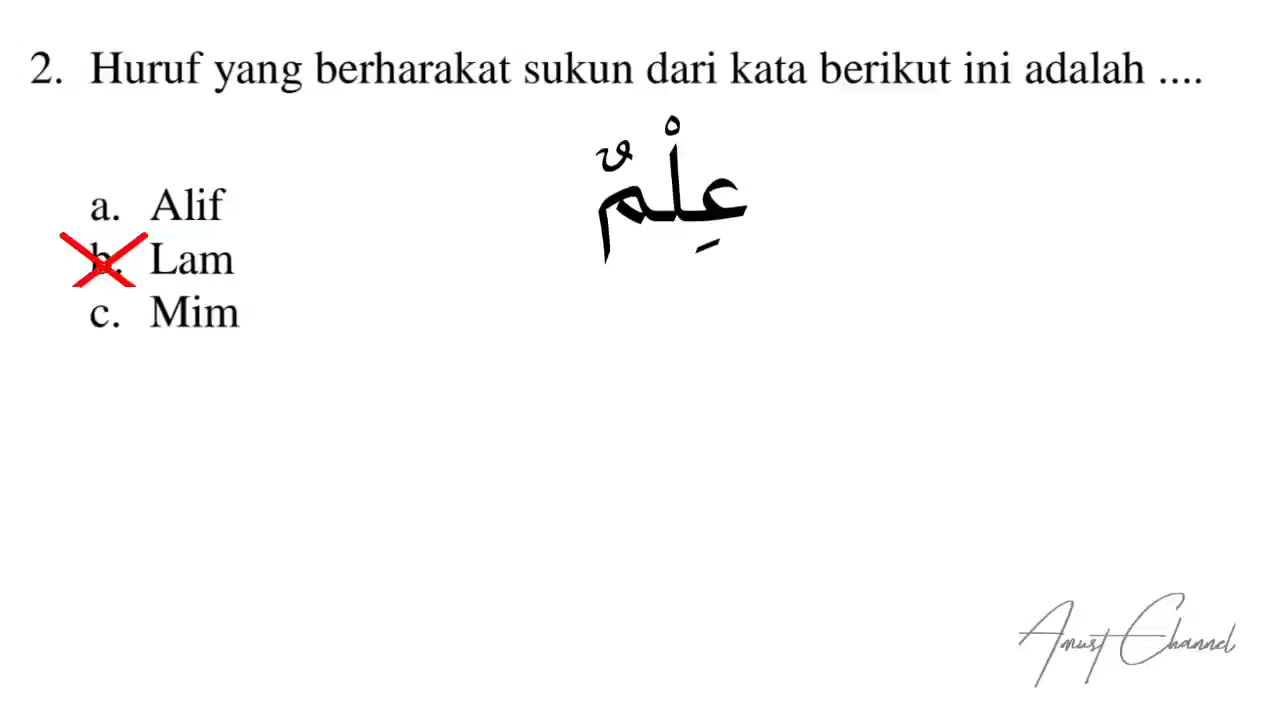 2. Huruf yang berharakat sukun dari kata berikut ini adalah ....
عِلْمٌ
a. Alif
b. Lam
c. Mim
Amust Channel